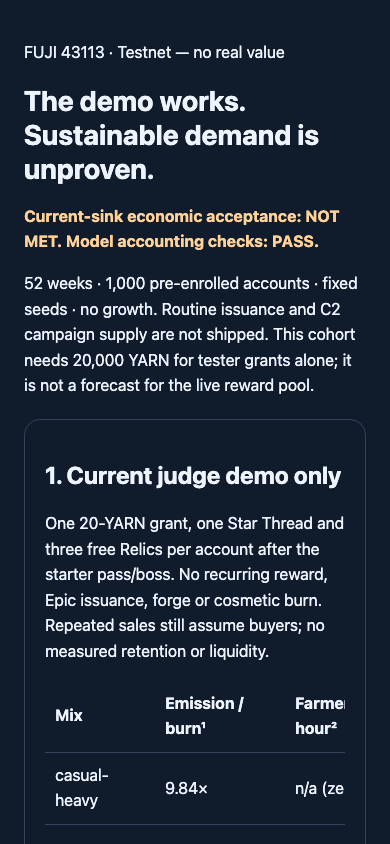 FUJI 43113 · Testnet — no real value
The demo works.
Sustainable demand is
unproven.
Current-sink economic acceptance: NOT
MET. Model accounting checks: PASS.
52 weeks · 1,000 pre-enrolled accounts · fixed
seeds · no growth. Routine issuance and C2
campaign supply are not shipped. This cohort
needs 20,000 YARN for tester grants alone; it
is not a forecast for the live reward pool.
1. Current judge demo only
One 20-YARN grant, one Star Thread and
three free Relics per account after the
starter pass/boss. No recurring reward,
Epic issuance, forge or cosmetic burn.
Repeated sales still assume buyers; no
measured retention or liquidity.
Mix
Emission /
burn¹
hour²
casual-
heavy
9.84×
n/a